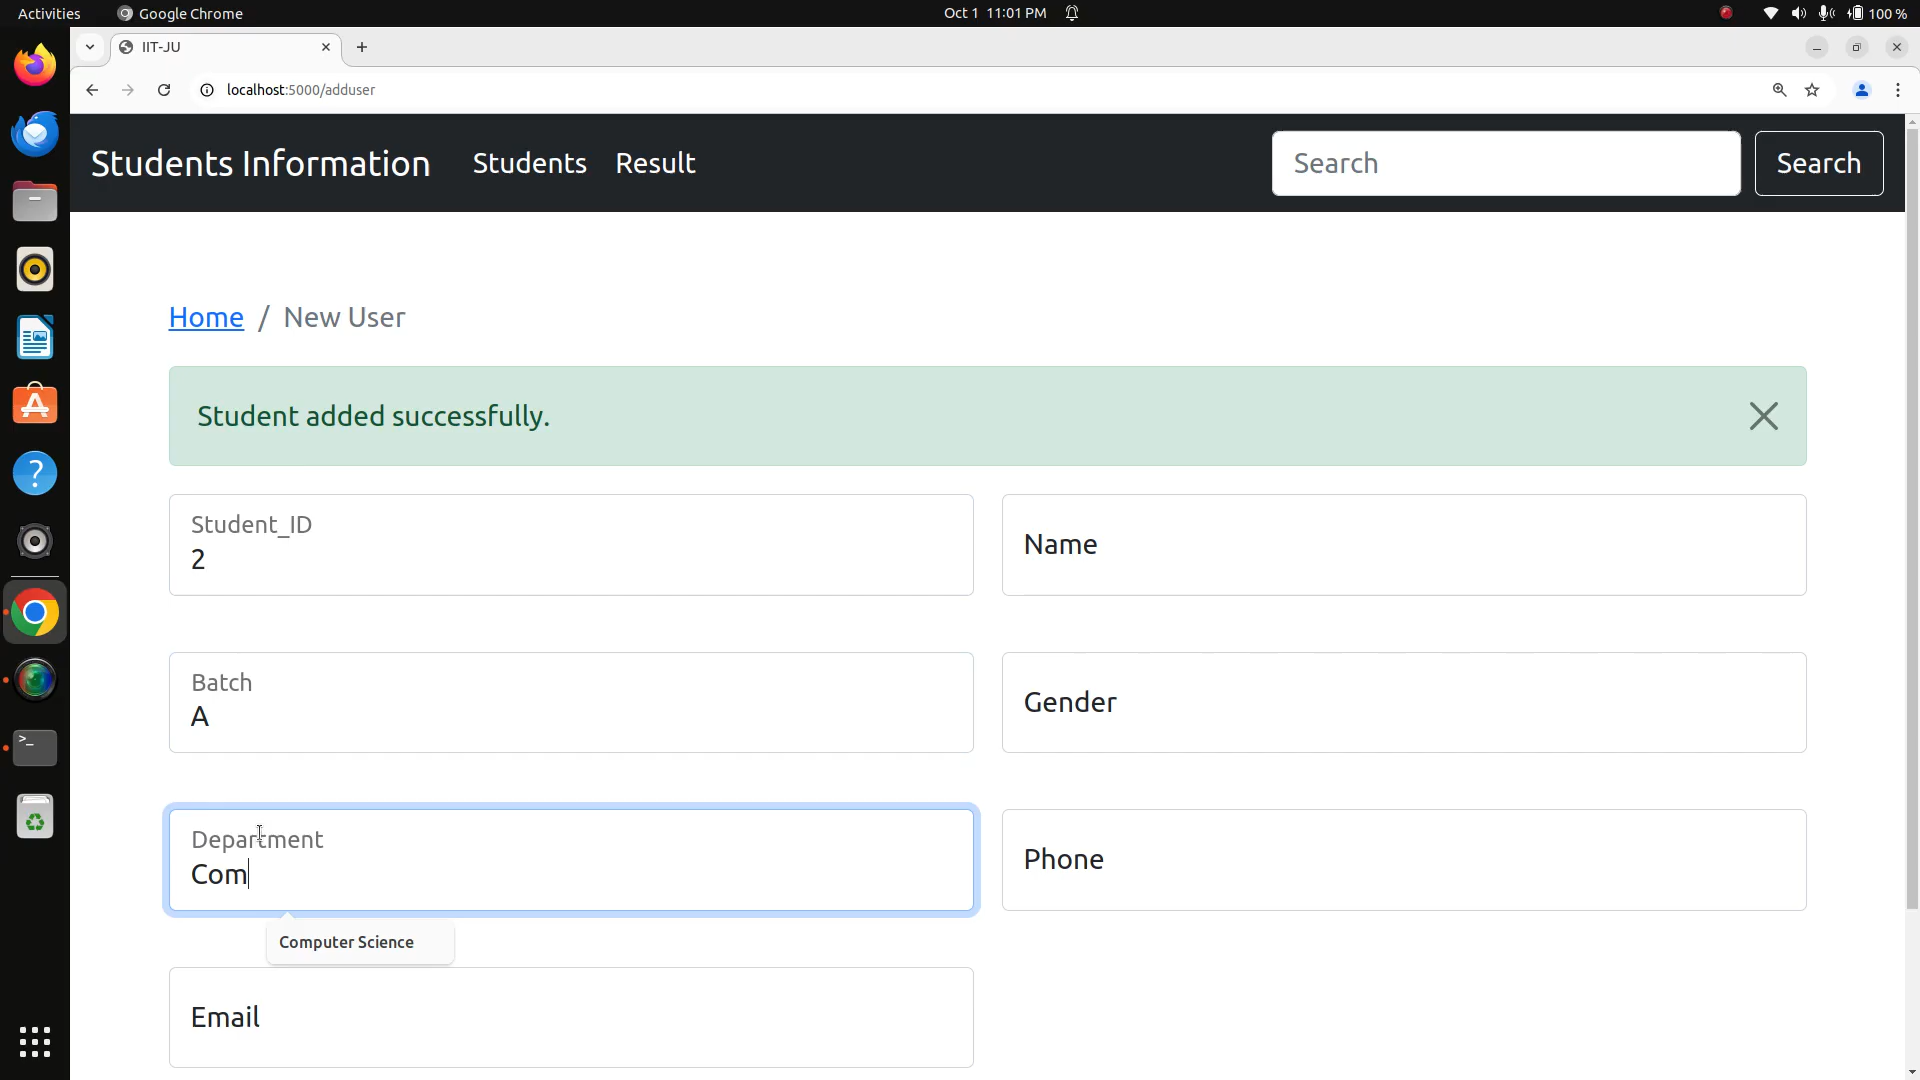 Activities Google Chrome Oct 1 11:01 PM 100 %
IIT-JU
localhost:5000/adduser
Students Information Students Result Search Search
Home / New User
Student added successfully.
Student_ID
2
Name
Batch
A
Gender
Department
Com
Phone
Computer Science
Email